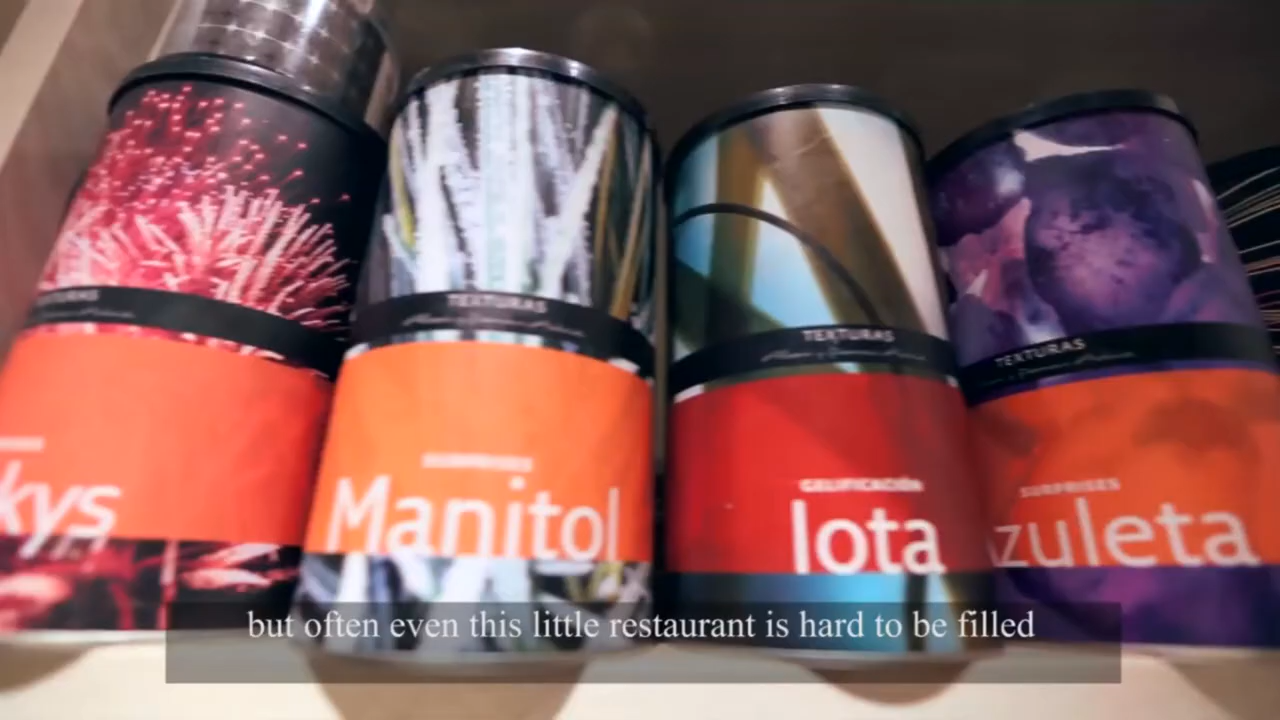 TEXTURAS
kys
TEXTURAS
SURPRISES
Manitol
TEXTURAS
GELIFICACIÓN
Iota
TEXTURAS
SURPRISES
zuleta
but often even this little restaurant is hard to be filled